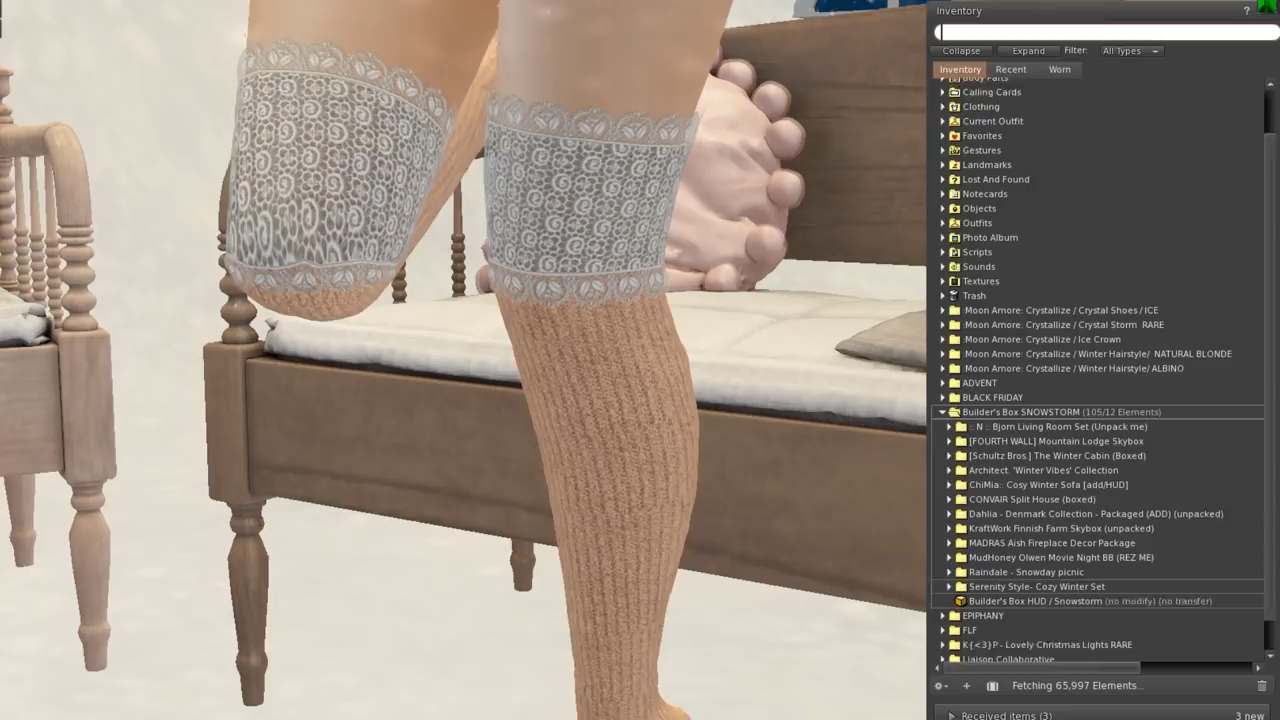 Inventory
?
Collapse
Expand
Filter:
All Types
Inventory
Recent
Worn
Body Parts
Calling Cards
Clothing
Current Outfit
Favorites
Gestures
Landmarks
Lost And Found
Notecards
Objects
Outfits
Photo Album
Scripts
Sounds
Textures
Trash
:Moon Amore: Crystallize / Crystal Shoes / ICE
:Moon Amore: Crystallize / Crystal Storm RARE
:Moon Amore: Crystallize / Ice Crown
:Moon Amore: Crystallize / Winter Hairstyle/ NATURAL BLONDE
:Moon Amore: Crystallize / Winter Hairstyle/ ALBINO
ADVENT
BLACK FRIDAY
Builder's Box SNOWSTORM (105/12 Elements)
:: N :: Bjorn Living Room Set (Unpack me)
[FOURTH WALL] Mountain Lodge Skybox
[Schultz Bros.] The Winter Cabin (Boxed)
Architect. 'Winter Vibes' Collection
ChiMia:: Cosy Winter Sofa [add/HUD]
CONVAIR Split House (boxed)
Dahlia - Denmark Collection - Packaged (ADD) (unpacked)
KraftWork Finnish Farm Skybox (unpacked)
MADRAS Aish Fireplace Decor Package
MudHoney Olwen Movie Night BB (REZ ME)
Raindale - Snowday picnic
Serenity Style- Cozy Winter Set
Builder's Box HUD / Snowstorm (no modify) (no transfer)
EPIPHANY
FLF
K{<3}P - Lovely Christmas Lights RARE
Liaison Collaborative
Fetching 65,997 Elements...
Received items (3)
3 new